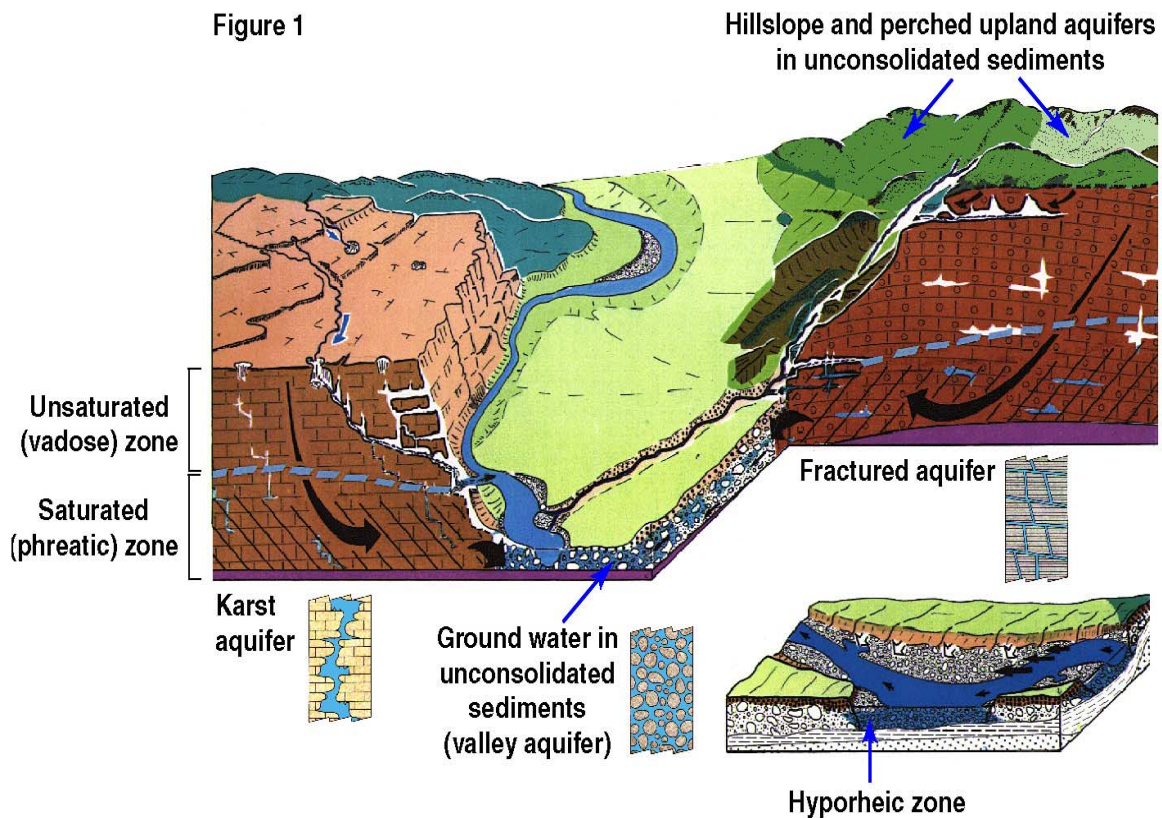 Figure 1
Hillslope and perched upland aquifers
in unconsolidated sediments
Unsaturated
(vadose) zone
Saturated
(phreatic) zone
Fractured aquifer
Karst
aquifer
Ground water in
unconsolidated
sediments
(valley aquifer)
Hyporheic zone